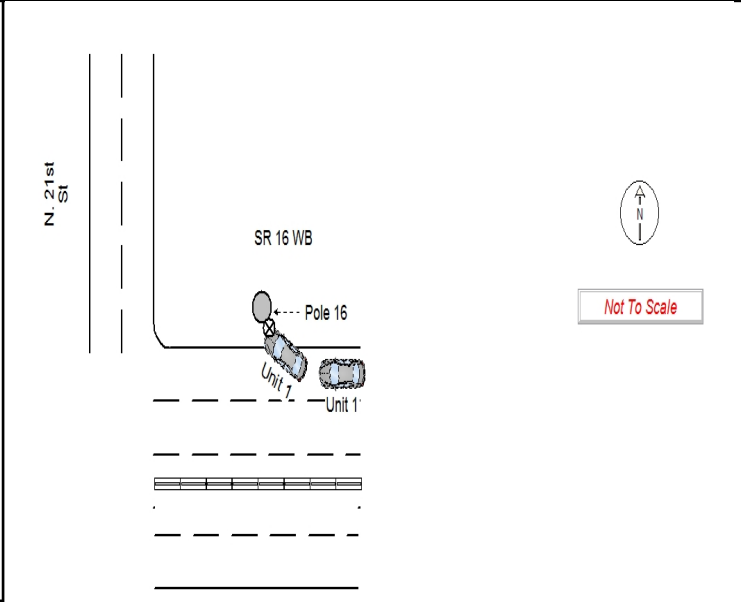 N. 21st
St
SR 16 WB
N
Pole 16
Not To Scale
Unit 1
Unit 1